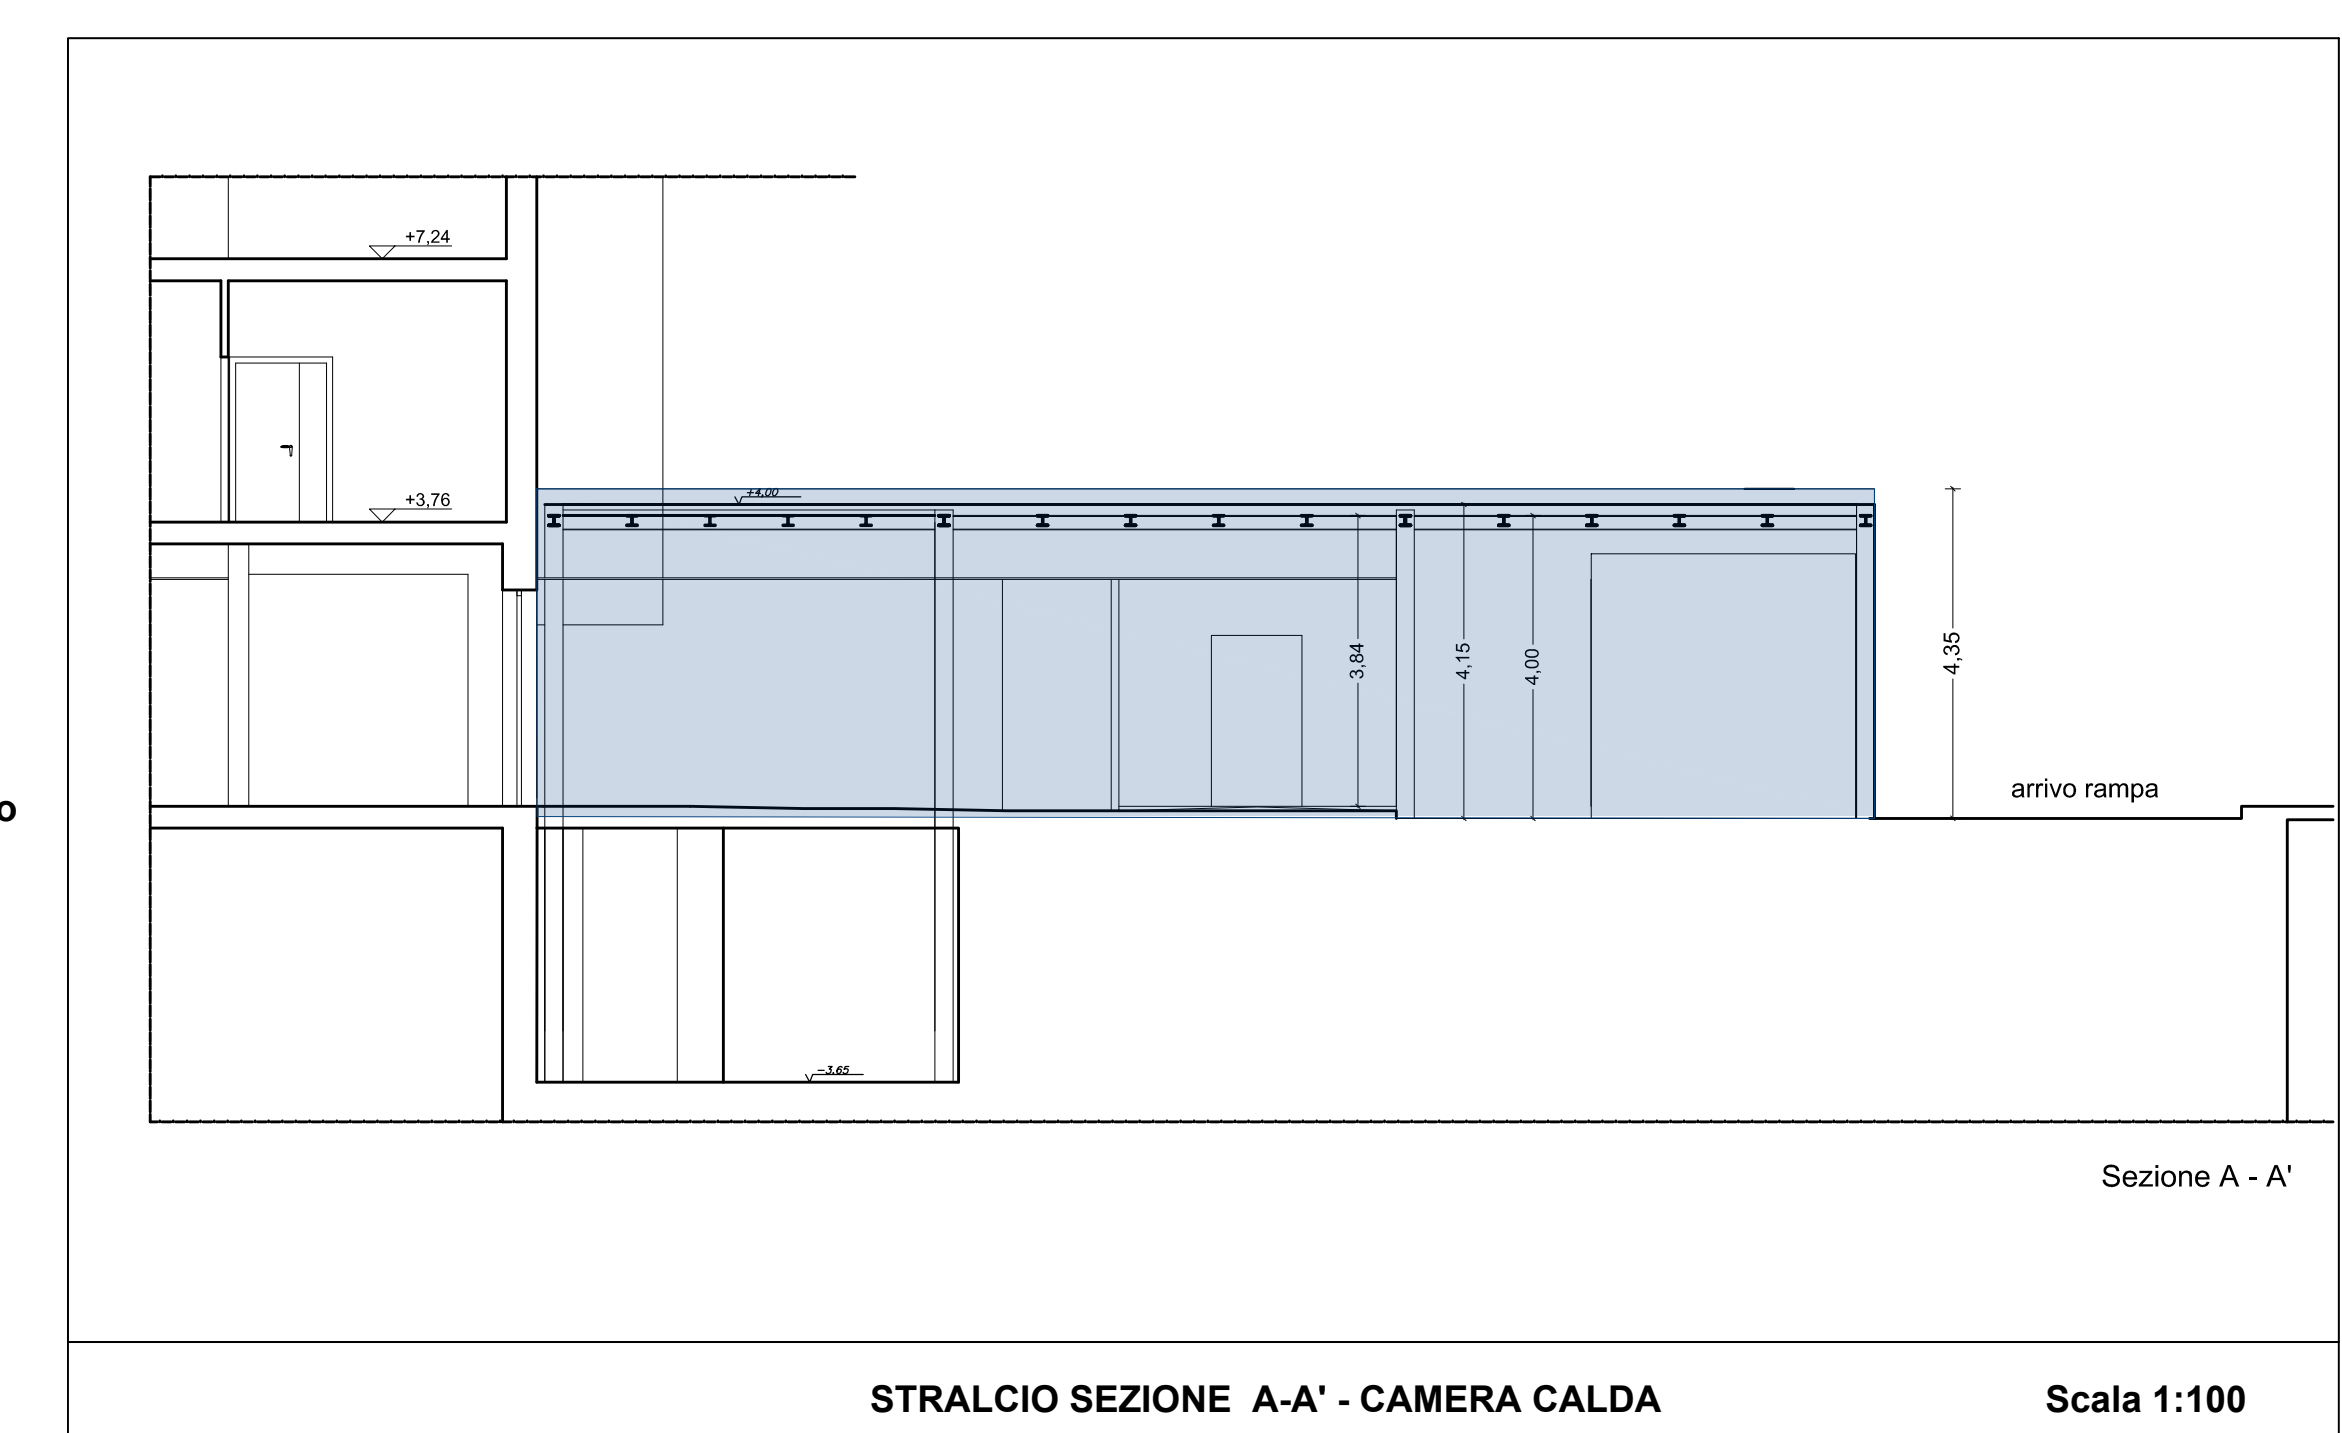 +7,24
+4,00
+3,76
3,84
4,15
4,00
4,35
arrivo rampa
o
-3.65
Sezione A - A'
STRALCIO SEZIONE A-A' - CAMERA CALDA
Scala 1:100